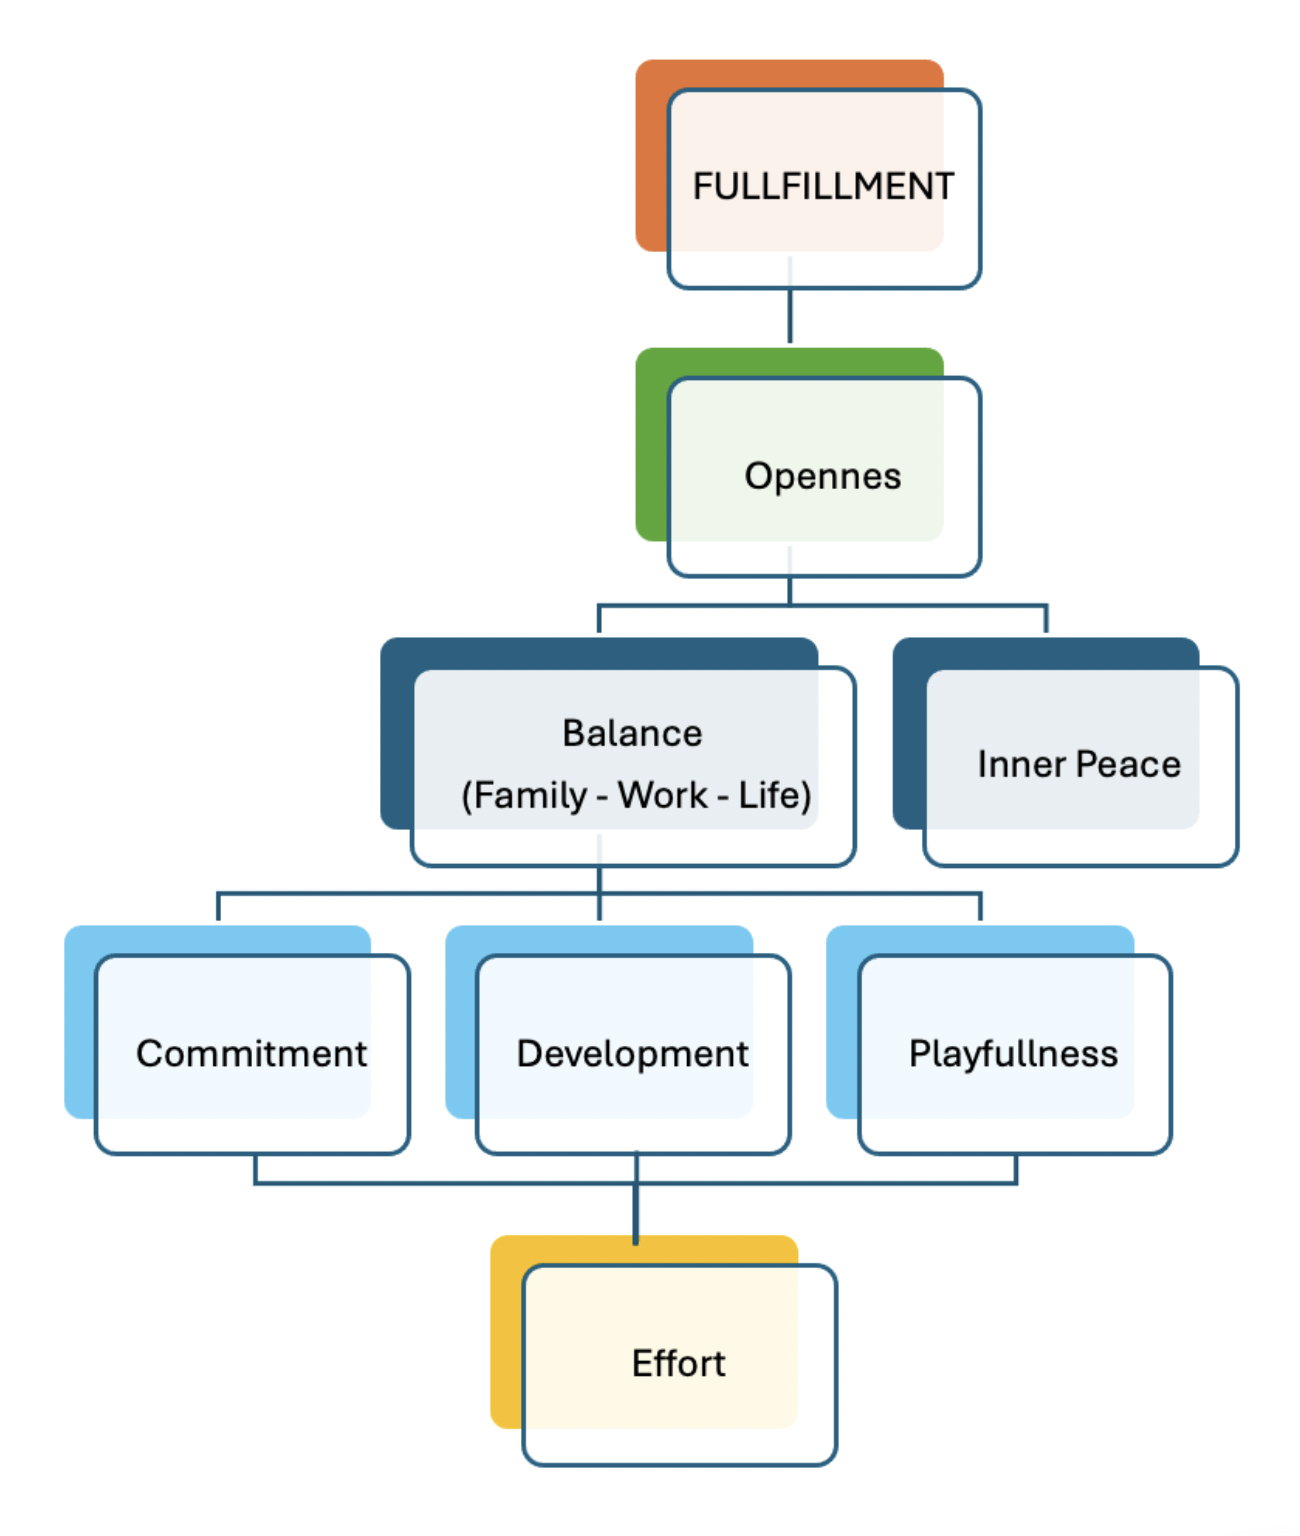 FULLFILLMENT
Opennes
Balance
(Family - Work - Life)
Inner Peace
Commitment
Development
Playfullness
Effort